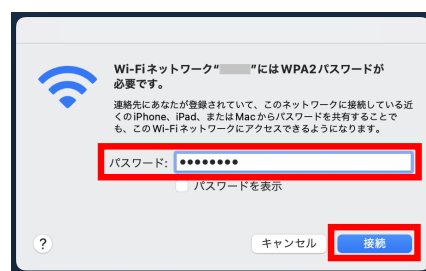 Wi-Fiネットワーク“ ”にはWPA2パスワードが
必要です。
連絡先にあなたが登録されていて、このネットワークに接続している近
くのiPhone、iPad、またはMacからパスワードを共有することで
も、このWi-Fiネットワークにアクセスできるようになります。
パスワード: ••••••••
パスワードを表示
? キャンセル 接続